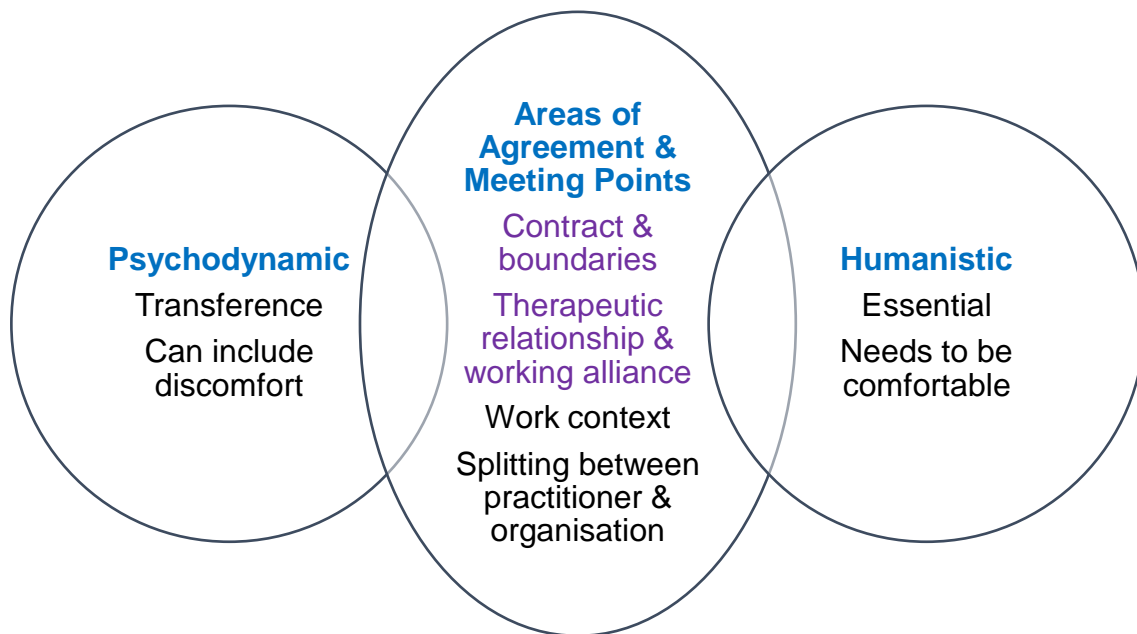 Psychodynamic
Transference
Can include
discomfort
Areas of
Agreement &
Meeting Points
Contract &
boundaries
Therapeutic
relationship &
working alliance
Work context
Splitting between
practitioner &
organisation
Humanistic
Essential
Needs to be
comfortable